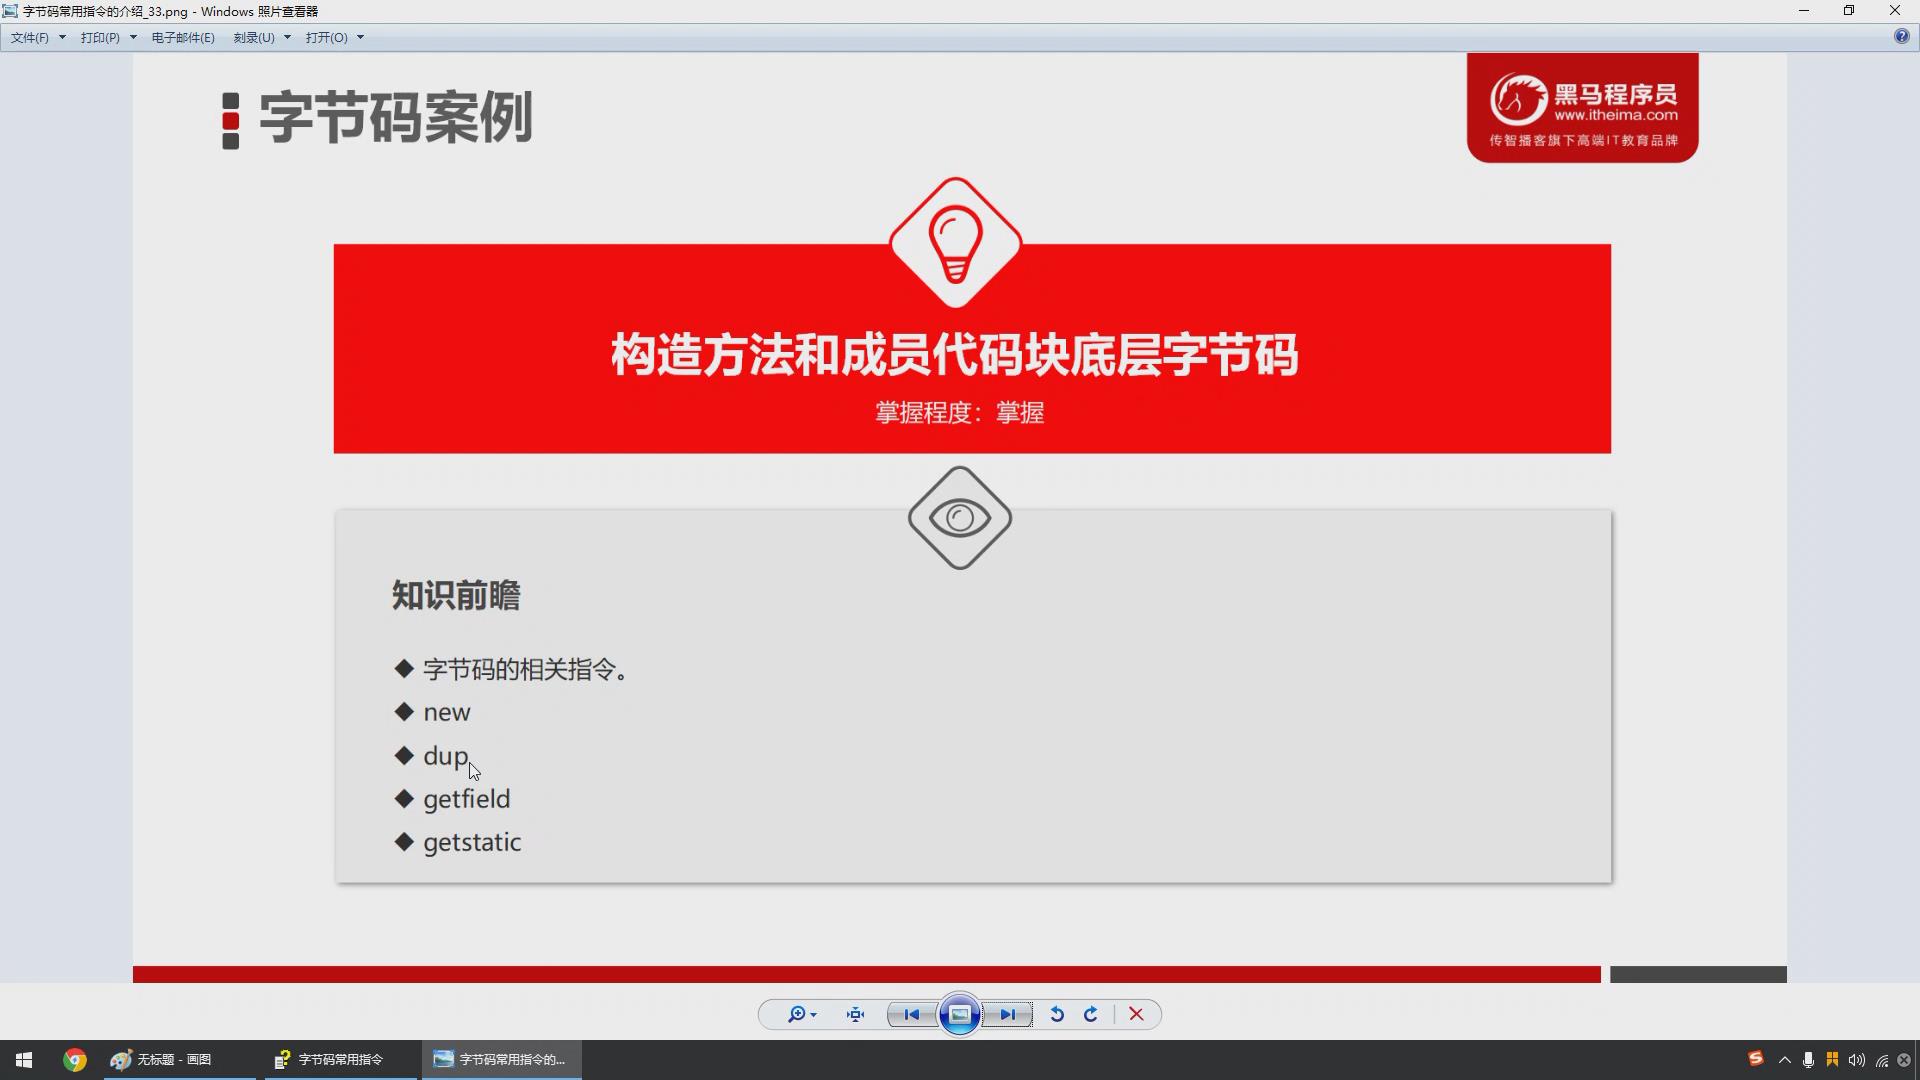 字节码常用指令的介绍_33.png - Windows 照片查看器
文件(F) 打印(P) 电子邮件(E) 刻录(U) 打开(O)
字节码案例
黑马程序员
www.itheima.com
传智播客旗下高端IT教育品牌
构造方法和成员代码块底层字节码
掌握程度：掌握
知识前瞻
字节码的相关指令。
new
dup
getfield
getstatic
无标题 - 画图 字节码常用指令 字节码常用指令的...